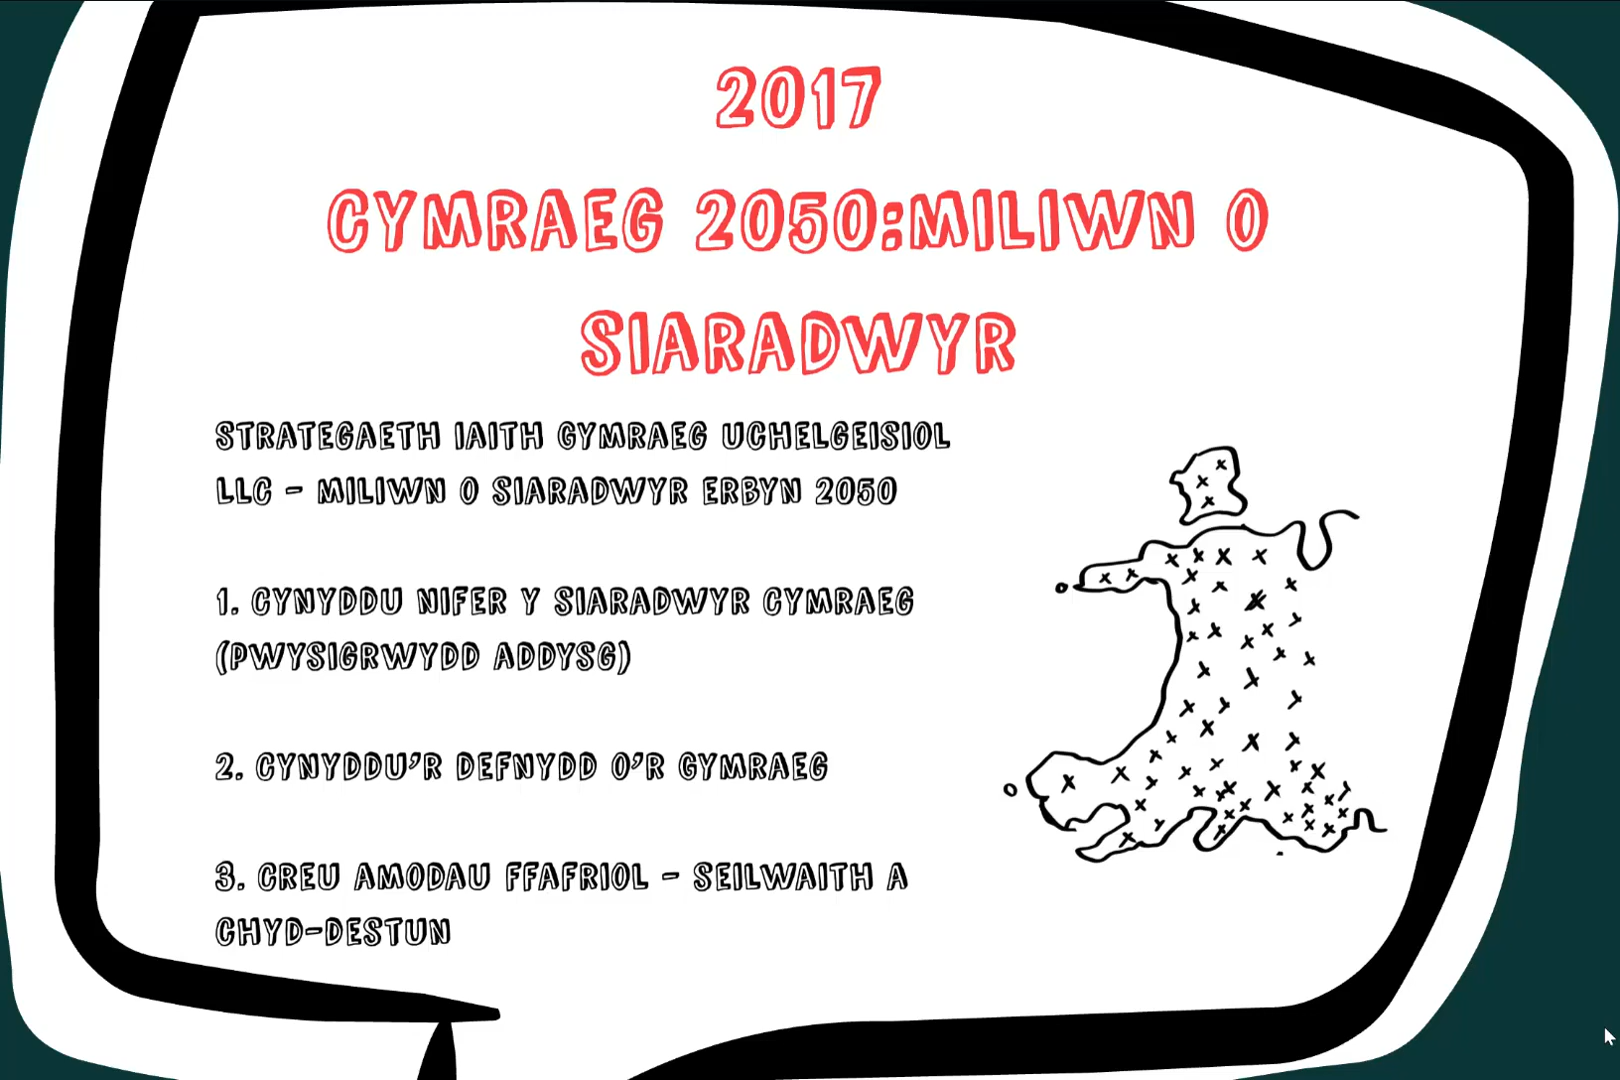 2017
CYMRAEG 2050:MILIWN O
SIARADWYR
STRATEGAETH IAITH GYMRAEG UCHELGEISIOL
LLC - MILIWN O SIARADWYR ERBYN 2050
1. CYNYDDU NIFER Y SIARADWYR CYMRAEG
(PWYSIGRWYDD ADDYSG)
2. CYNYDDU'R DEFNYDD O'R GYMRAEG
3. CREU AMODAU FFAFRIOL - SEILWAITH A
CHYD-DESTUN